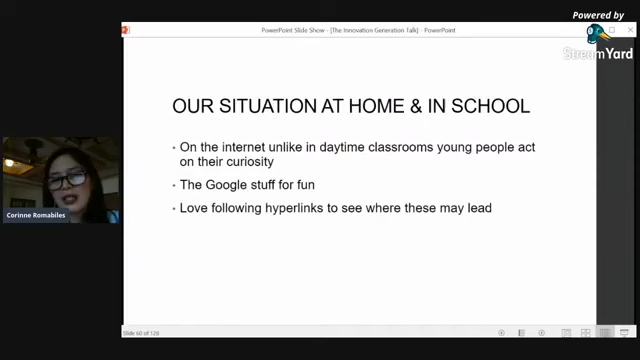 Powered by
PowerPoint Slide Show - [The Innovation Generation Talk] - PowerPoint
StreamYard
OUR SITUATION AT HOME & IN SCHOOL
• On the internet unlike in daytime classrooms young people act
on their curiosity
• The Google stuff for fun
• Love following hyperlinks to see where these may lead
Corinne Romabiles
Slide 60 of 128